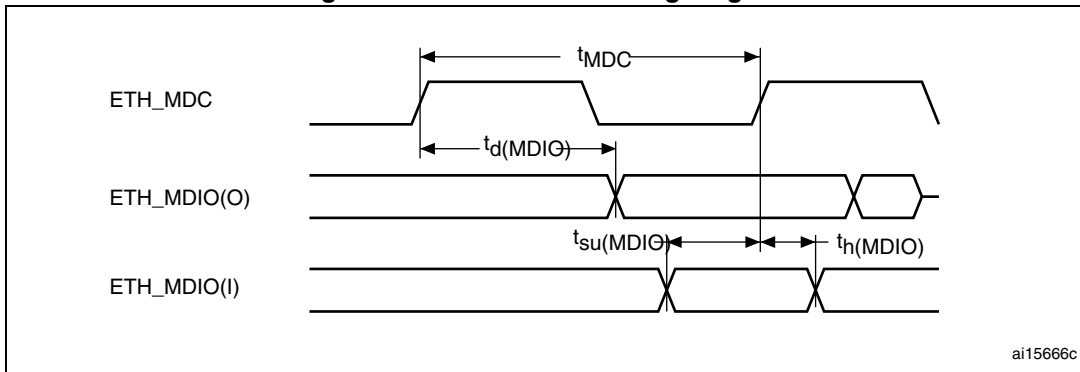 tMDC
ETH_MDC
td(MDIO)
ETH_MDIO(O)
tsu(MDIO)
th(MDIO)
ETH_MDIO(I)
ai15666c